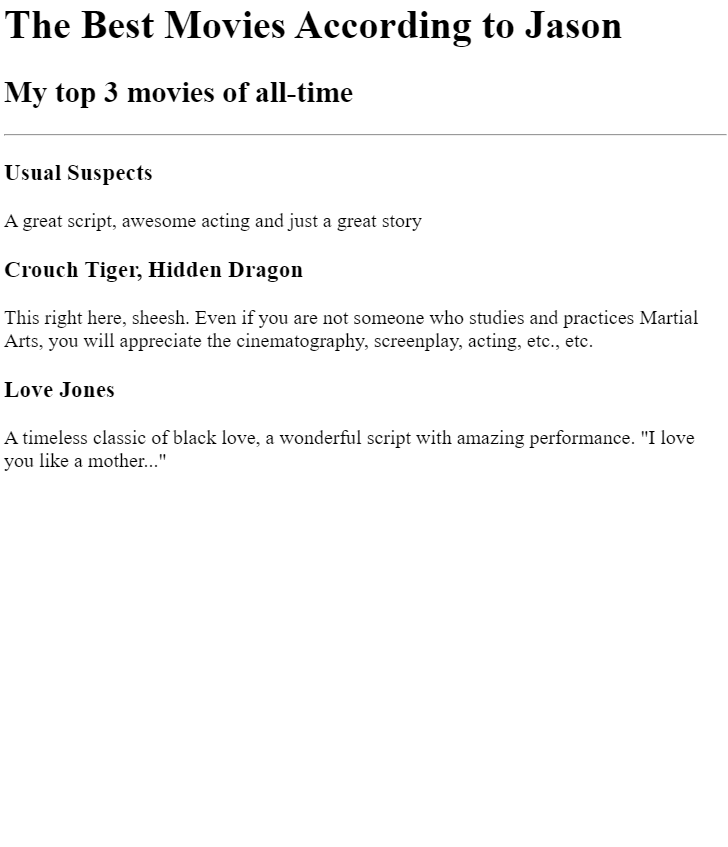 The Best Movies According to Jason
My top 3 movies of all-time
Usual Suspects
A great script, awesome acting and just a great story
Crouch Tiger, Hidden Dragon
This right here, sheesh. Even if you are not someone who studies and practices Martial
Arts, you will appreciate the cinematography, screenplay, acting, etc., etc.
Love Jones
A timeless classic of black love, a wonderful script with amazing performance. "I love
you like a mother..."